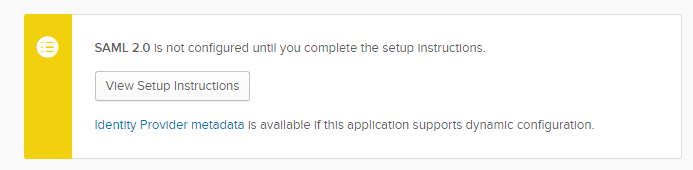 SAML 2.0 is not configured until you complete the setup instructions.
View Setup Instructions
Identity Provider metadata is available if this application supports dynamic configuration.